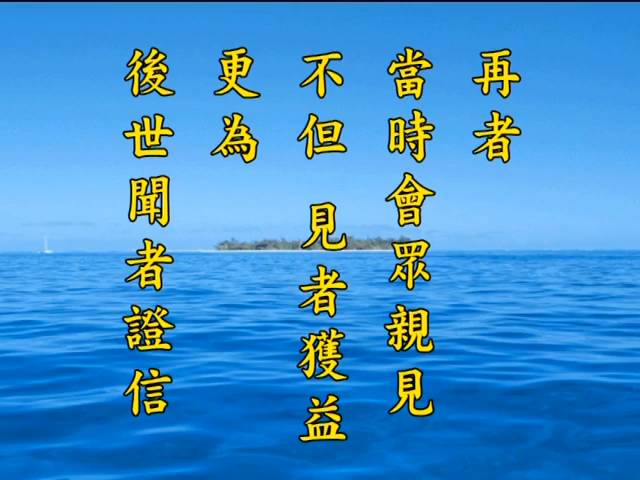 再者
當時會眾親見
不但 見者獲益
更為
後世聞者證信